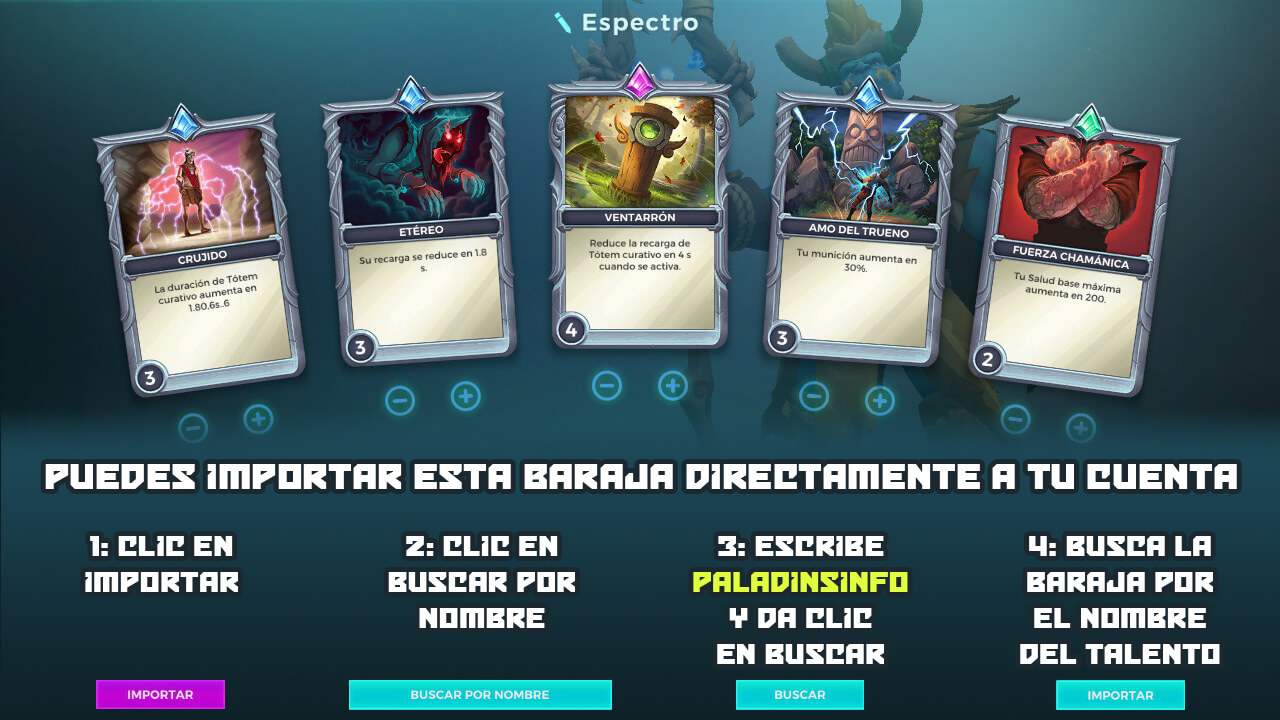 Espectro
CRUJIDO
La duración de Tótem
curativo aumenta en
1.80,6s..6
3
ETÉREO
Su recarga se reduce en 1.8
s.
3
VENTARRÓN
Reduce la recarga de
Tótem curativo en 4 s
cuando se activa.
4
AMO DEL TRUENO
Tu munición aumenta en
30%.
3
FUERZA CHAMÁNICA
Tu Salud base máxima
aumenta en 200.
2
PUEDES IMPORTAR ESTA BARAJA DIRECTAMENTE A TU CUENTA
1: CLIC EN
IMPORTAR
IMPORTAR
2: CLIC EN
BUSCAR POR
NOMBRE
BUSCAR POR NOMBRE
3: ESCRIBE
PALADINSINFO
Y DA CLIC
EN BUSCAR
BUSCAR
4: BUSCA LA
BARAJA POR
EL NOMBRE
DEL TALENTO
IMPORTAR